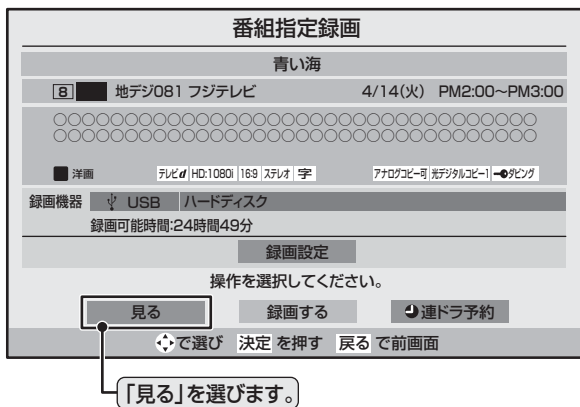 番組指定録画
青い海
8 地デジ081 フジテレビ 4/14(火) PM2:00~PM3:00
○○○○○○○○○○○○○○○○○○○○○○○○○○○○○○○○○○
○○○○○○○○○○○○○○○○○○○○○○○○○○○○○○○○○○
洋画 テレビd HD:1080i 16:9 ステレオ 字 アナログコピー可 光デジタルコピー1 ダビング
録画機器 USB ハードディスク
録画可能時間:24時間49分
録画設定
操作を選択してください。
見る 録画する 連ドラ予約
で選び 決定 を押す 戻る で前画面
「見る」を選びます。